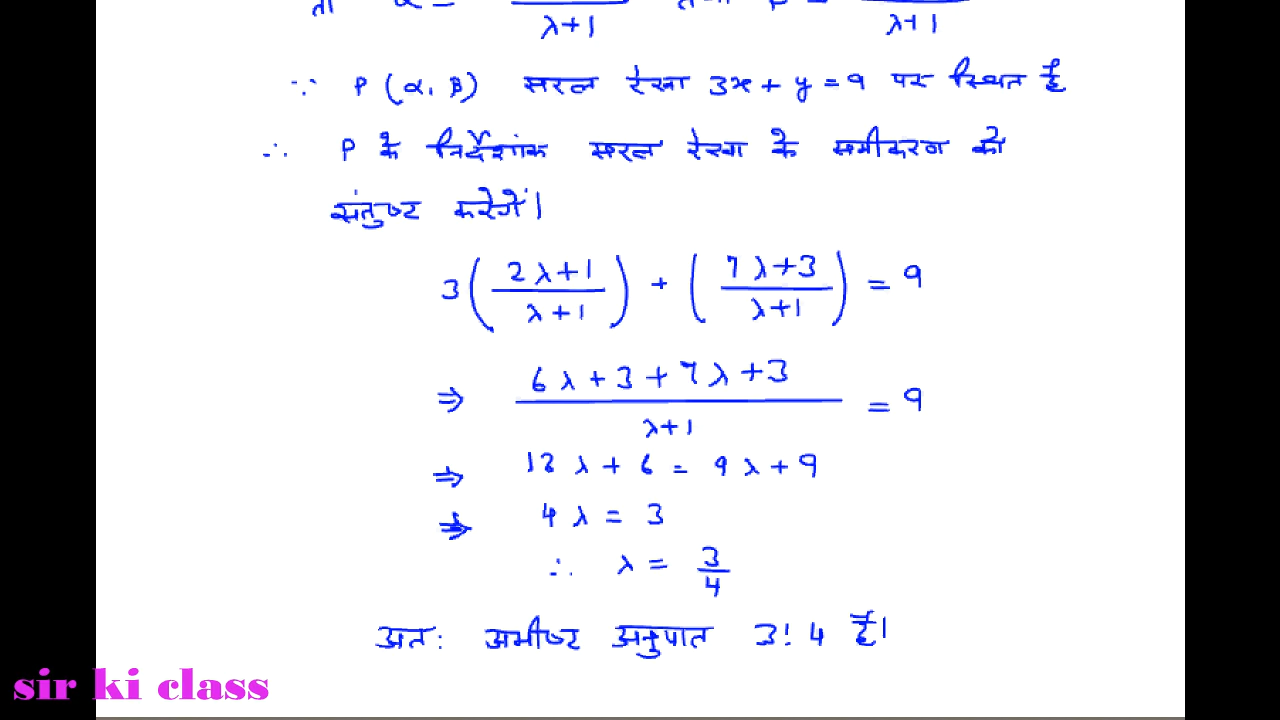 λ+1 λ+1
∵ P (α, β) सरल रेखा 3x + y = 9 पर स्थित है
∴ P के निर्देशांक सरल रेखा के समीकरण को
संतुष्ट करेगें।
3 ( 2λ+1 / λ+1 ) + ( 7λ+3 / λ+1 ) = 9
⇒ 6λ + 3 + 7λ + 3 / λ+1 = 9
⇒ 13λ + 6 = 9λ + 9
⇒ 4λ = 3
∴ λ = 3/4
अत: अभीष्ट अनुपात 3:4 है।
sir ki class